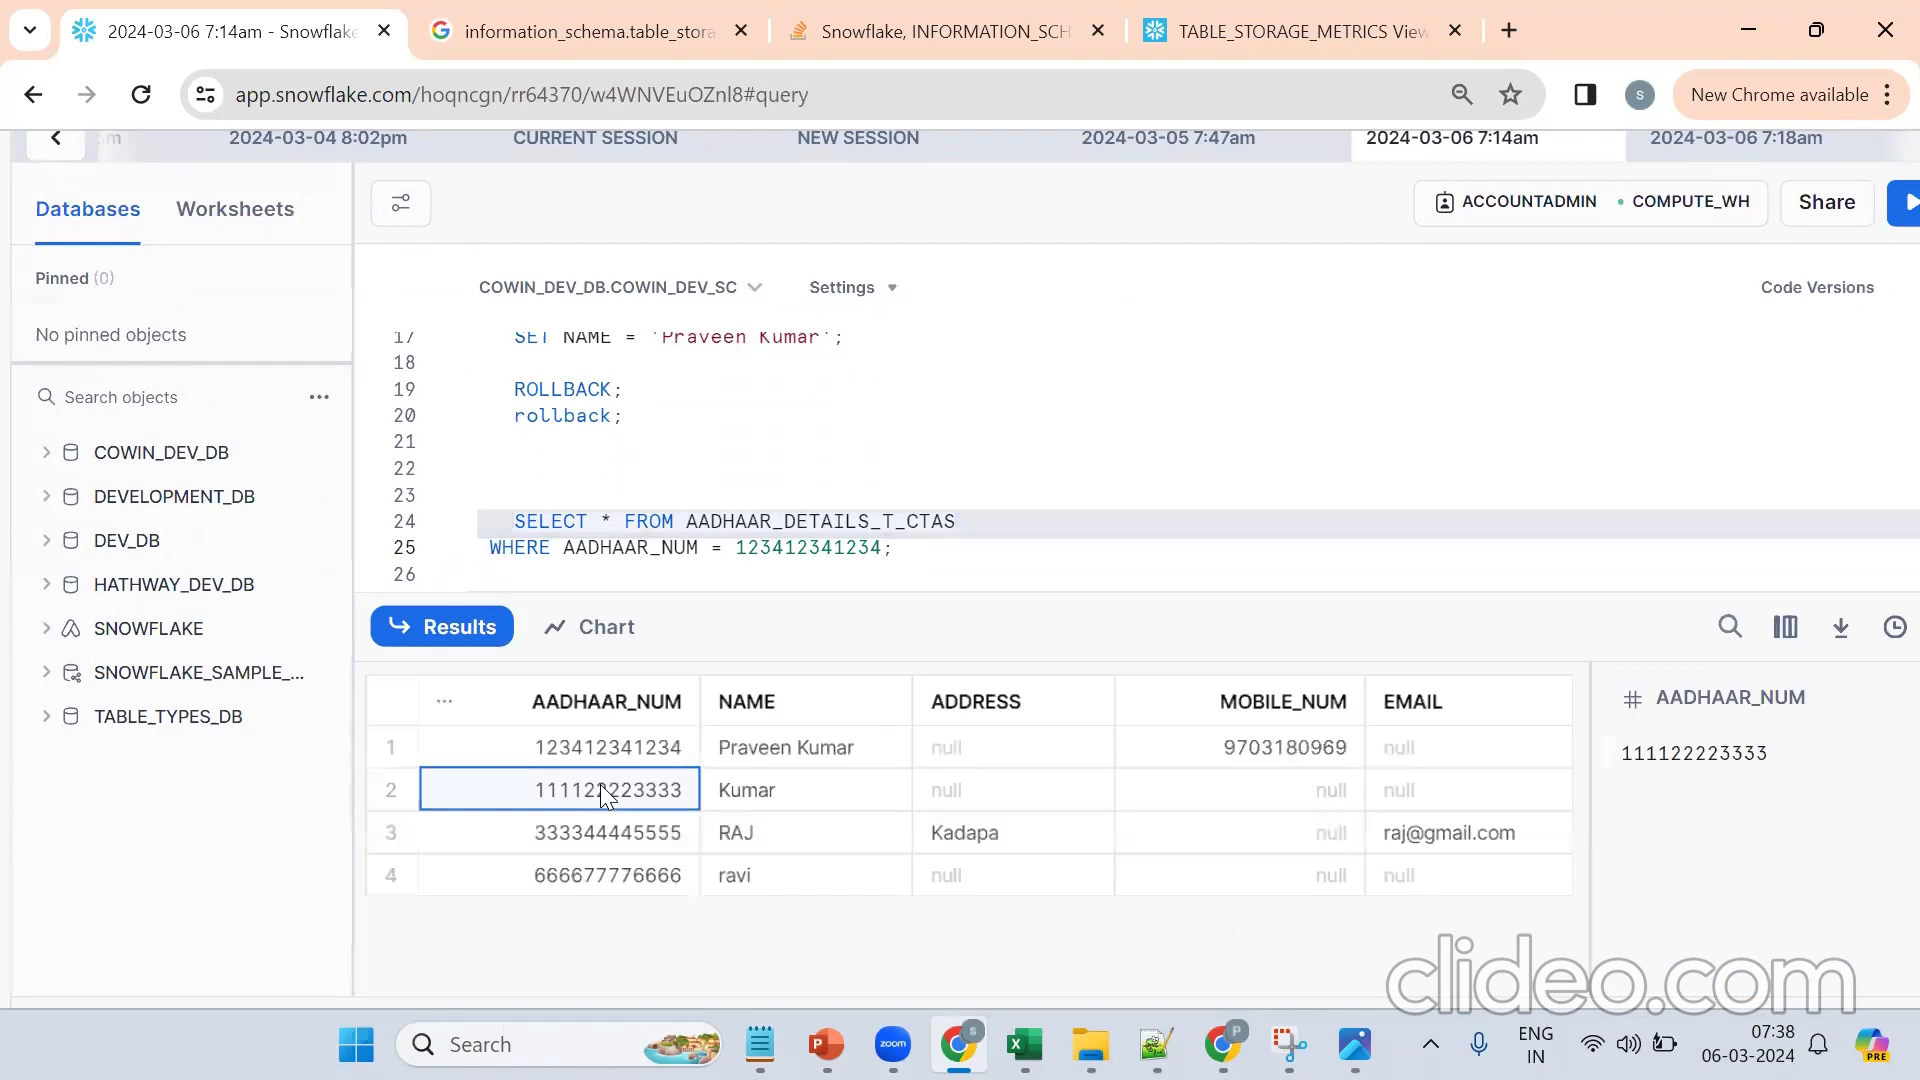 2024-03-06 7:14am - Snowflake
information_schema.table_stora
Snowflake, INFORMATION_SCH
TABLE_STORAGE_METRICS View
app.snowflake.com/hoqncgn/rr64370/w4WNVEuOZnl8#query
s
New Chrome available
am
2024-03-04 8:02pm
CURRENT SESSION
NEW SESSION
2024-03-05 7:47am
2024-03-06 7:14am
2024-03-06 7:18am
Databases
Worksheets
ACCOUNTADMIN
COMPUTE_WH
Share
Pinned (0)
No pinned objects
COWIN_DEV_DB.COWIN_DEV_SC
Settings
Code Versions
Search objects
COWIN_DEV_DB
DEVELOPMENT_DB
DEV_DB
HATHWAY_DEV_DB
SNOWFLAKE
SNOWFLAKE_SAMPLE_...
TABLE_TYPES_DB
17 SET NAME = 'Praveen Kumar';
18
19 ROLLBACK;
20 rollback;
21
22
23
24 SELECT * FROM AADHAAR_DETAILS_T_CTAS
25 WHERE AADHAAR_NUM = 123412341234;
26
Results
Chart
... AADHAAR_NUM NAME ADDRESS MOBILE_NUM EMAIL
1 123412341234 Praveen Kumar null 9703180969 null
2 111122223333 Kumar null null null
3 333344445555 RAJ Kadapa null raj@gmail.com
4 666677776666 ravi null null null
# AADHAAR_NUM
111122223333
clideo.com
Search
P
zoom
S
X
P
ENG
IN
07:38
06-03-2024
PRE